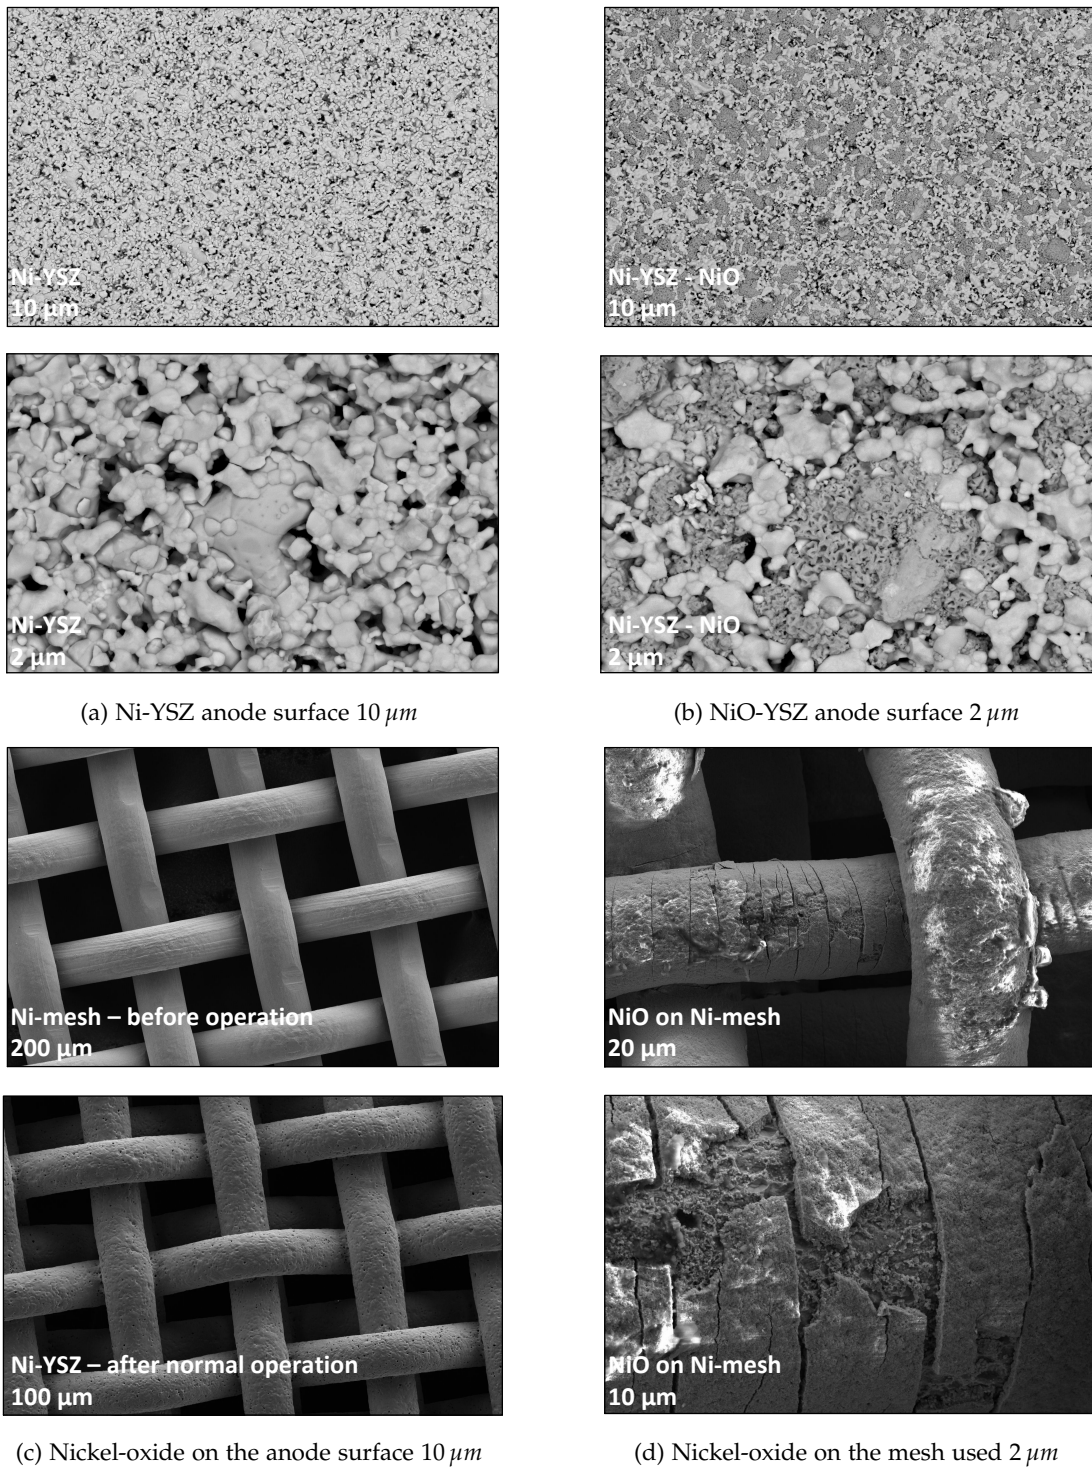 Ni-YSZ
10 µm
Ni-YSZ - NiO
10 µm
Ni-YSZ
2 µm
Ni-YSZ - NiO
2 µm
(a) Ni-YSZ anode surface 10 µm
(b) NiO-YSZ anode surface 2 µm
Ni-mesh – before operation
200 µm
NiO on Ni-mesh
20 µm
Ni-YSZ – after normal operation
100 µm
NiO on Ni-mesh
10 µm
(c) Nickel-oxide on the anode surface 10 µm
(d) Nickel-oxide on the mesh used 2 µm